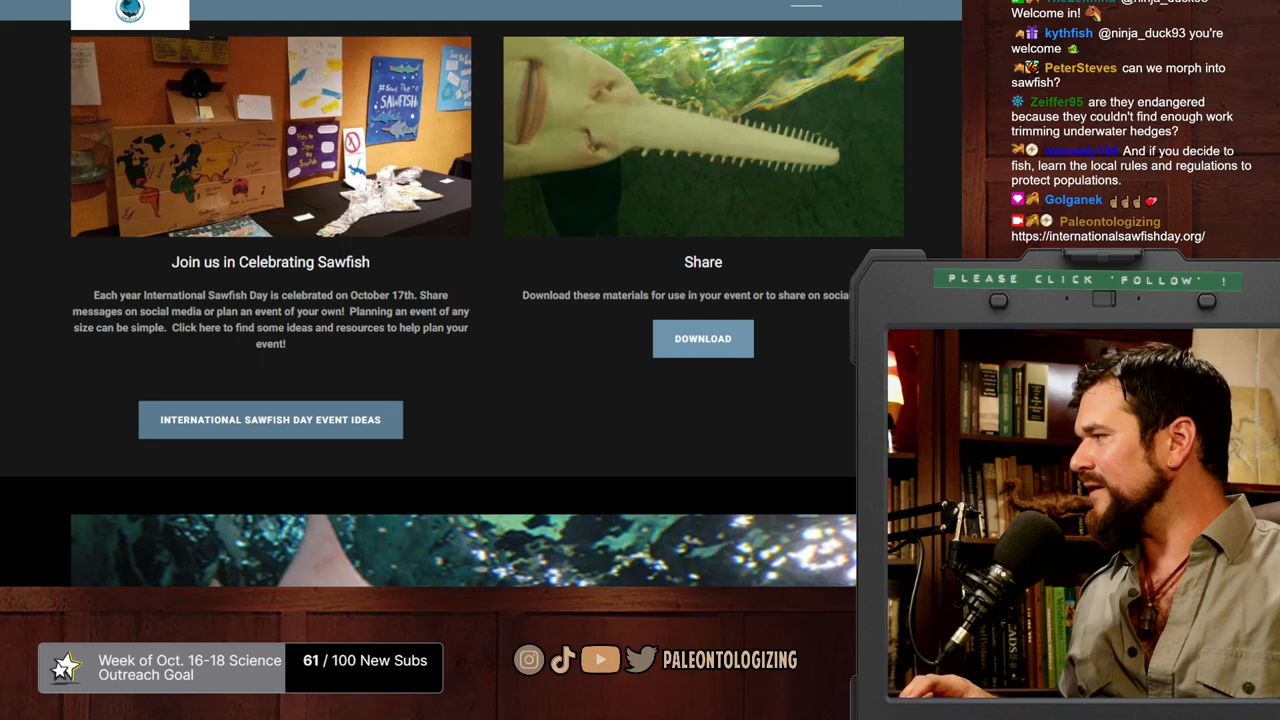 @ninja_duck93
Welcome in!
kythfish @ninja_duck93 you're
welcome
PeterSteves can we morph into
sawfish?
Zeiffer95 are they endangered
because they couldn't find enough work
trimming underwater hedges?
And if you decide to
fish, learn the local rules and regulations to
protect populations.
Golganek
Paleontologizing
https://internationalsawfishday.org/
PLEASE CLICK "FOLLOW" !
#SAVE THE
SAWFISH
Join us in Celebrating Sawfish
Each year International Sawfish Day is celebrated on October 17th. Share
messages on social media or plan an event of your own! Planning an event of any
size can be simple. Click here to find some ideas and resources to help plan your
event!
INTERNATIONAL SAWFISH DAY EVENT IDEAS
Share
Download these materials for use in your event or to share on social
DOWNLOAD
Week of Oct. 16-18 Science
Outreach Goal
61 / 100 New Subs
PALEONTOLOGIZING